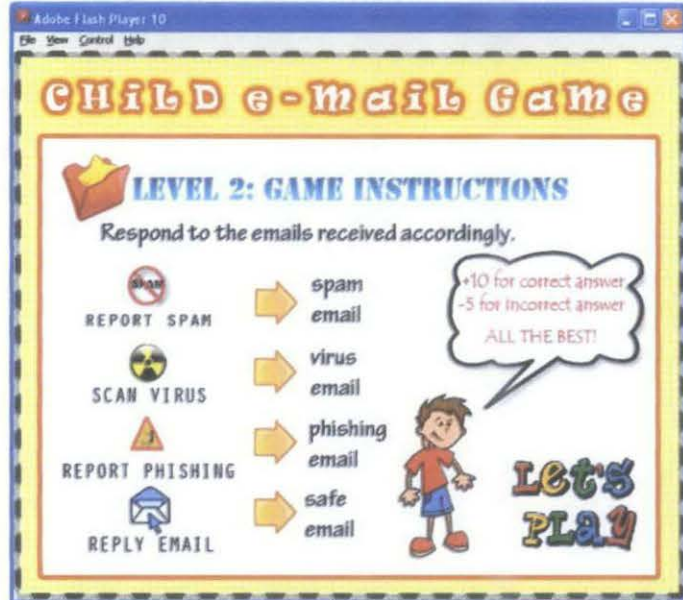 Adobe Flash Player 10
File View Control Help
CHiLD e-maiL Game
LEVEL 2: GAME INSTRUCTIONS
Respond to the emails received accordingly.
SPAM
REPORT SPAM
spam
email
SCAN VIRUS
virus
email
REPORT PHISHING
phishing
email
REPLY EMAIL
safe
email
+10 for correct answer
-5 for incorrect answer
ALL THE BEST!
Let's
PLAY